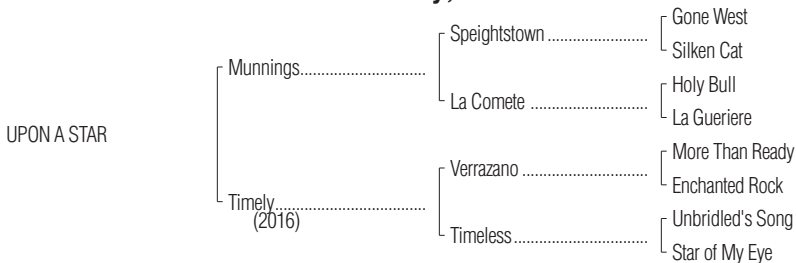 Gone West
Speightstown
Silken Cat
Munnings
Holy Bull
La Comete
La Gueriere
UPON A STAR
More Than Ready
Verrazano
Enchanted Rock
Timely
(2016)
Unbridled's Song
Timeless
Star of My Eye